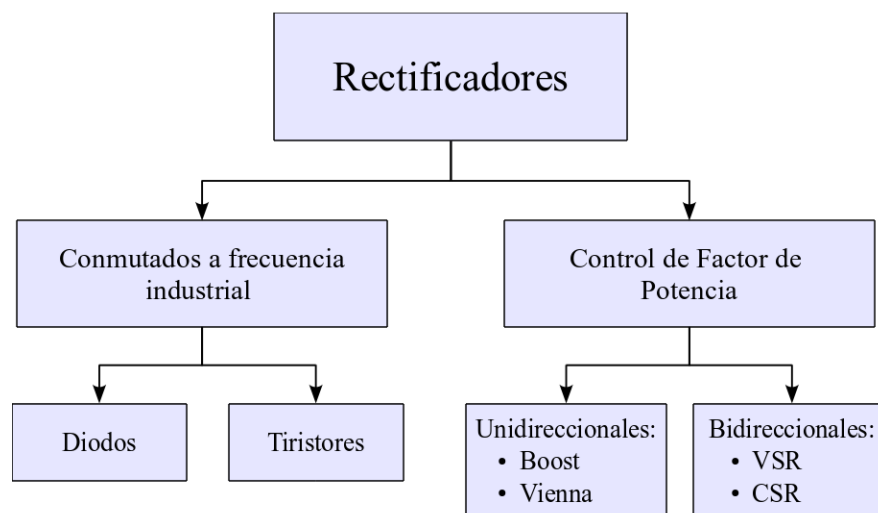 Rectificadores
Conmutados a frecuencia
industrial
Control de Factor de
Potencia
Diodos
Tiristores
Unidireccionales:
• Boost
• Vienna
Bidireccionales:
• VSR
• CSR